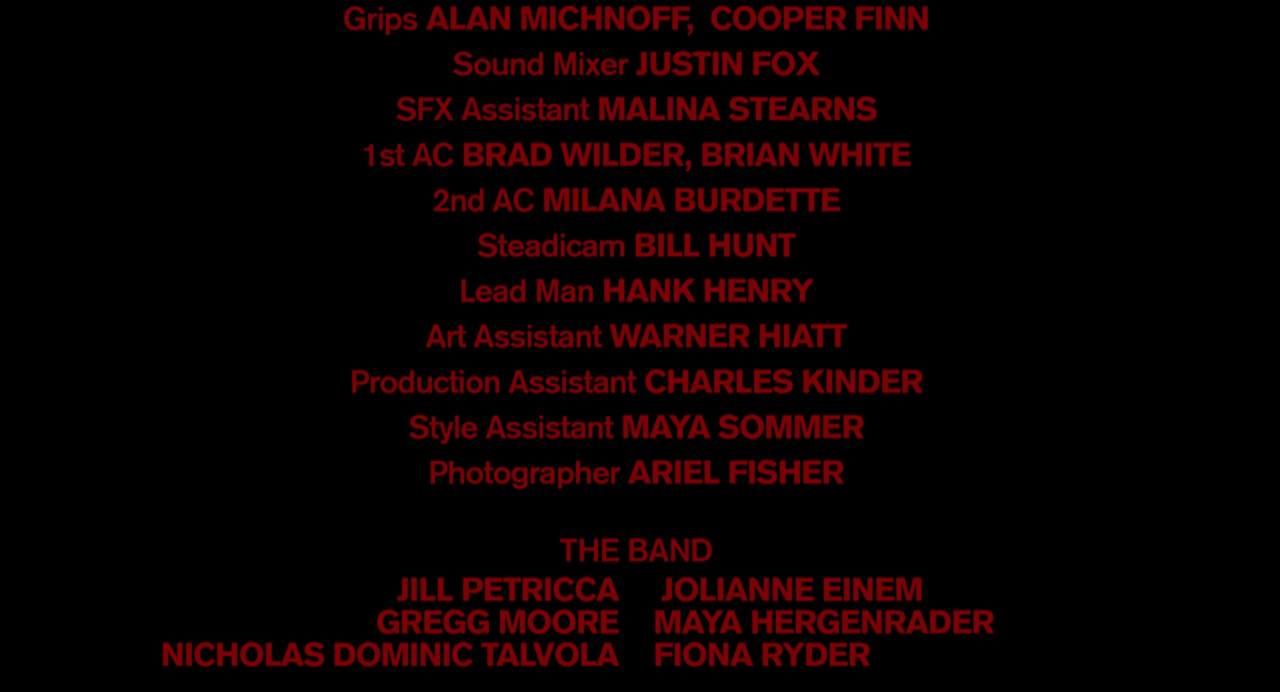 Grips ALAN MICHNOFF, COOPER FINN
Sound Mixer JUSTIN FOX
SFX Assistant MALINA STEARNS
1st AC BRAD WILDER, BRIAN WHITE
2nd AC MILANA BURDETTE
Steadicam BILL HUNT
Lead Man HANK HENRY
Art Assistant WARNER HIATT
Production Assistant CHARLES KINDER
Style Assistant MAYA SOMMER
Photographer ARIEL FISHER
THE BAND
JILL PETRICCA JOLIANNE EINEM
GREGG MOORE MAYA HERGENRADER
NICHOLAS DOMINIC TALVOLA FIONA RYDER